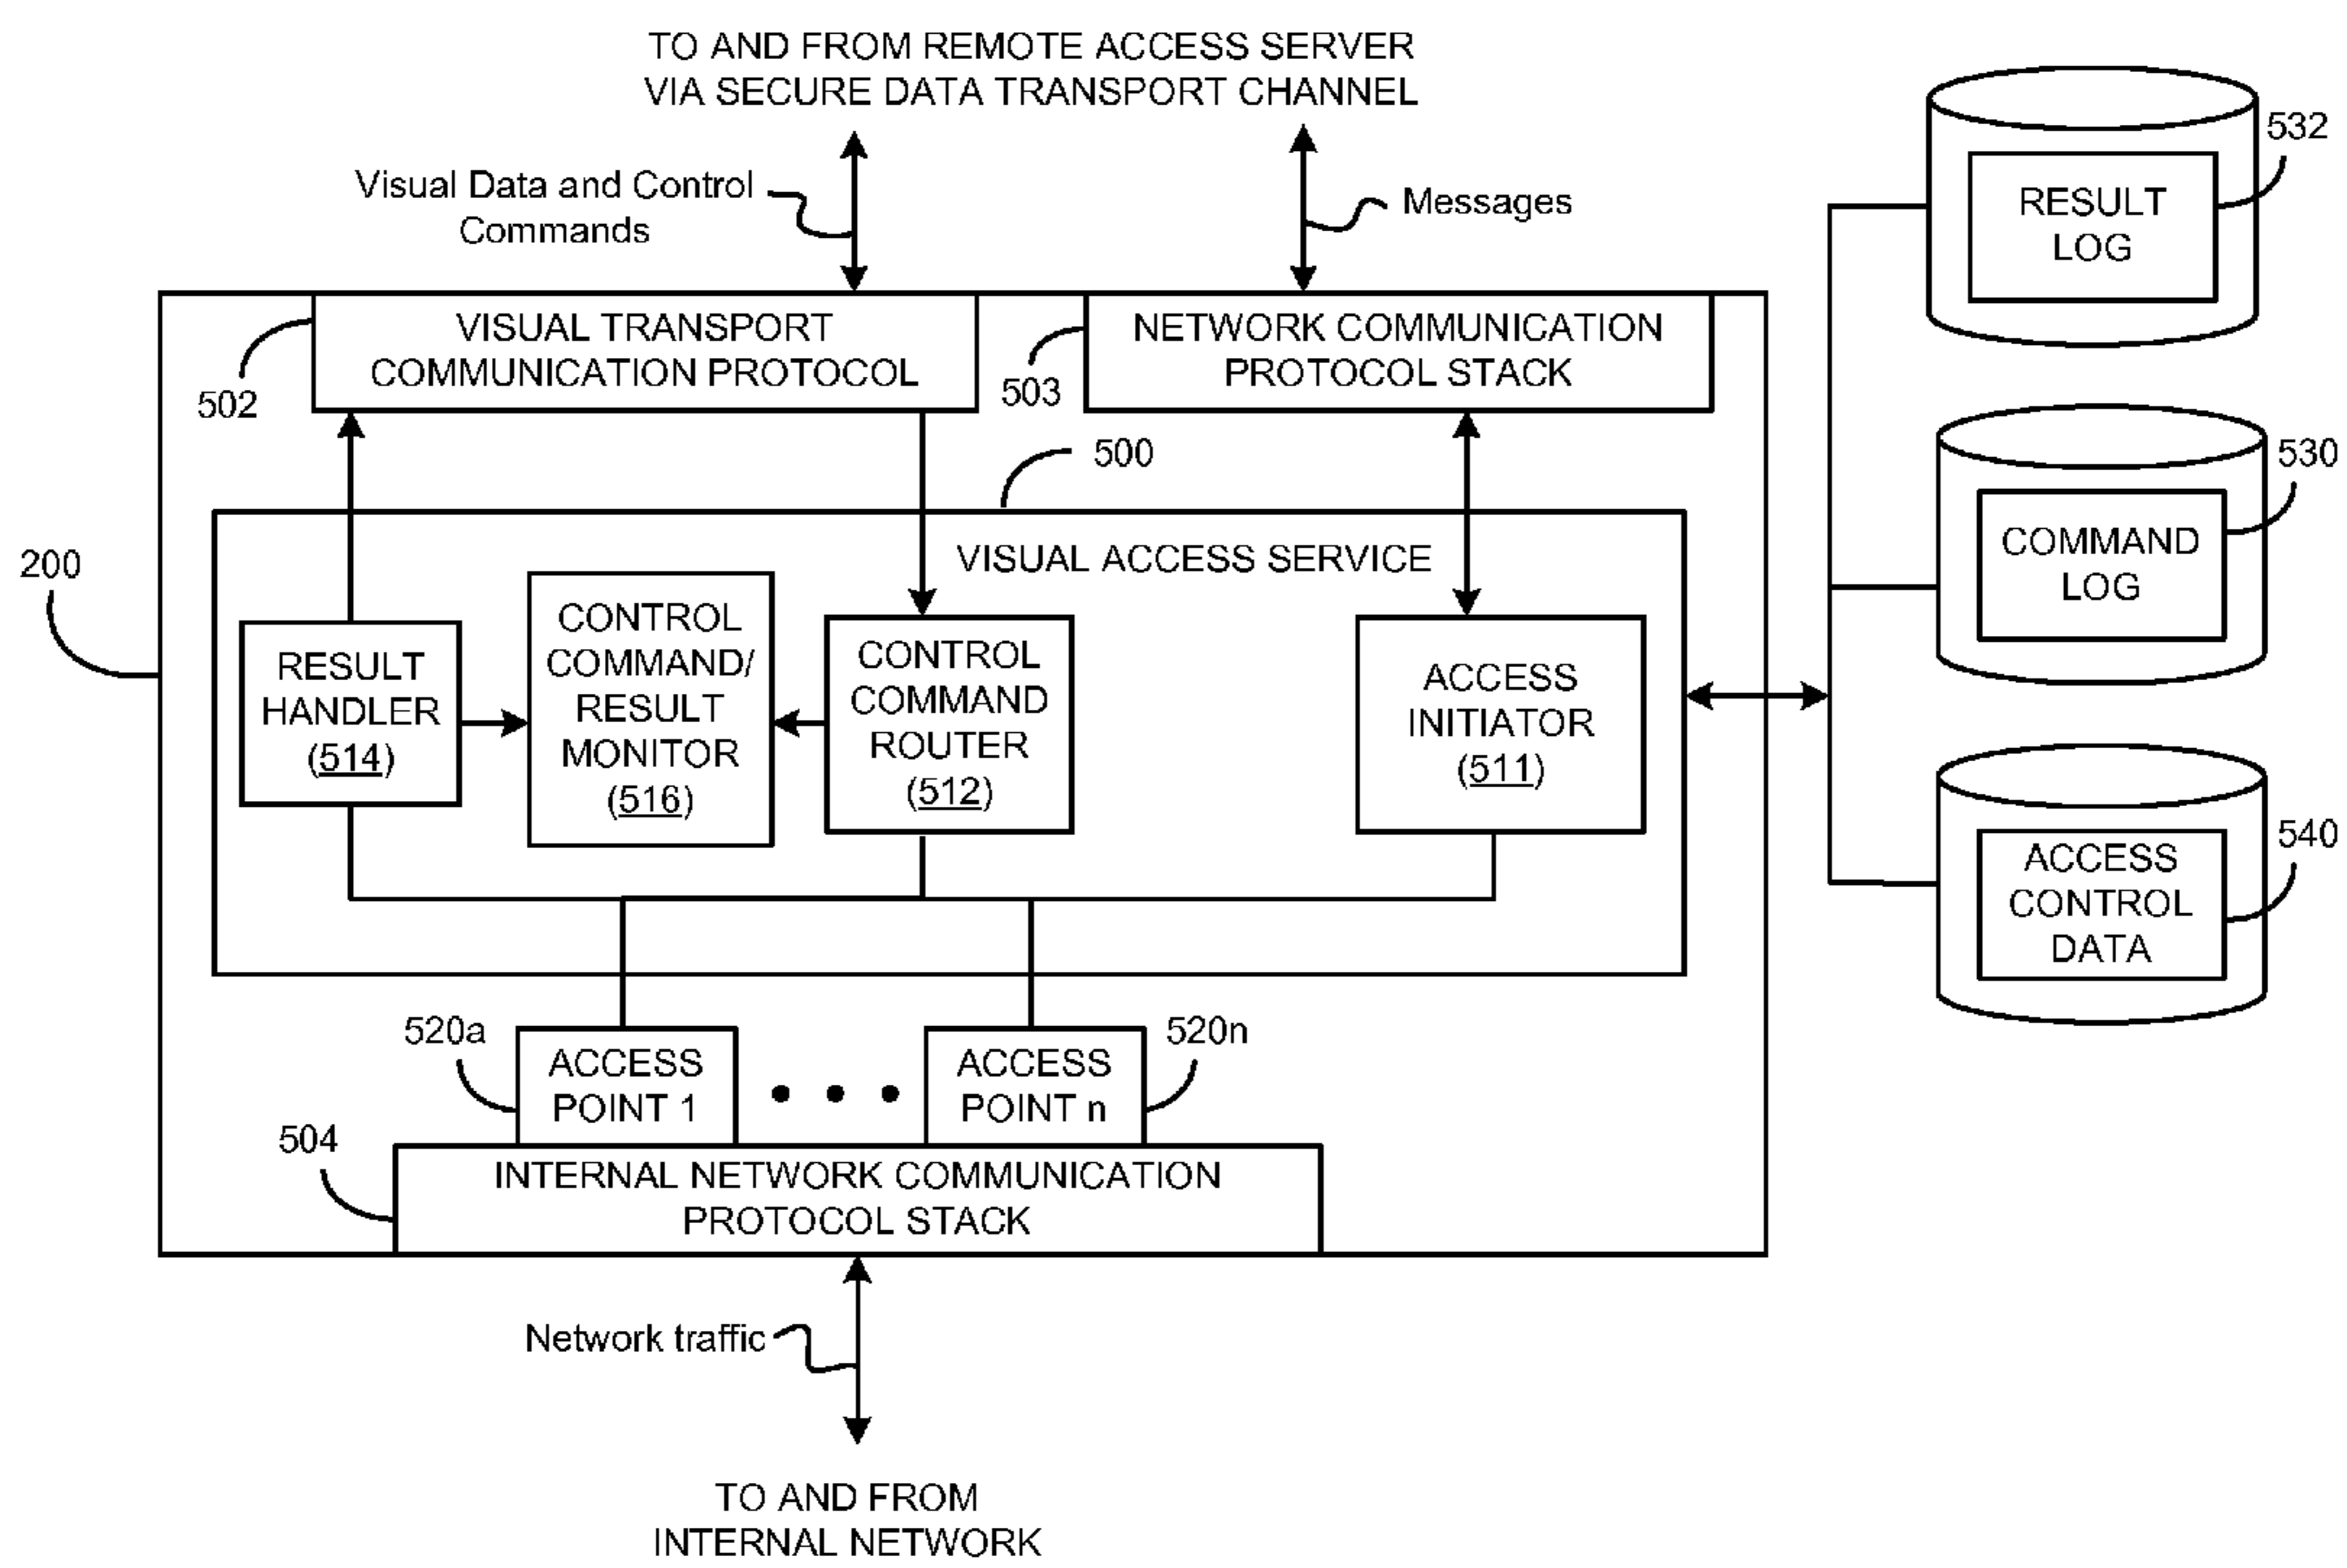 TO AND FROM REMOTE ACCESS SERVER
VIA SECURE DATA TRANSPORT CHANNEL
Visual Data and Control
Commands
Messages
VISUAL TRANSPORT
COMMUNICATION PROTOCOL
502
NETWORK COMMUNICATION
PROTOCOL STACK
503
500
VISUAL ACCESS SERVICE
200
RESULT
HANDLER
(514)
CONTROL
COMMAND/
RESULT
MONITOR
(516)
CONTROL
COMMAND
ROUTER
(512)
ACCESS
INITIATOR
(511)
520a
ACCESS
POINT 1
ACCESS
POINT n
520n
504
INTERNAL NETWORK COMMUNICATION
PROTOCOL STACK
Network traffic
TO AND FROM
INTERNAL NETWORK
RESULT
LOG
532
COMMAND
LOG
530
ACCESS
CONTROL
DATA
540